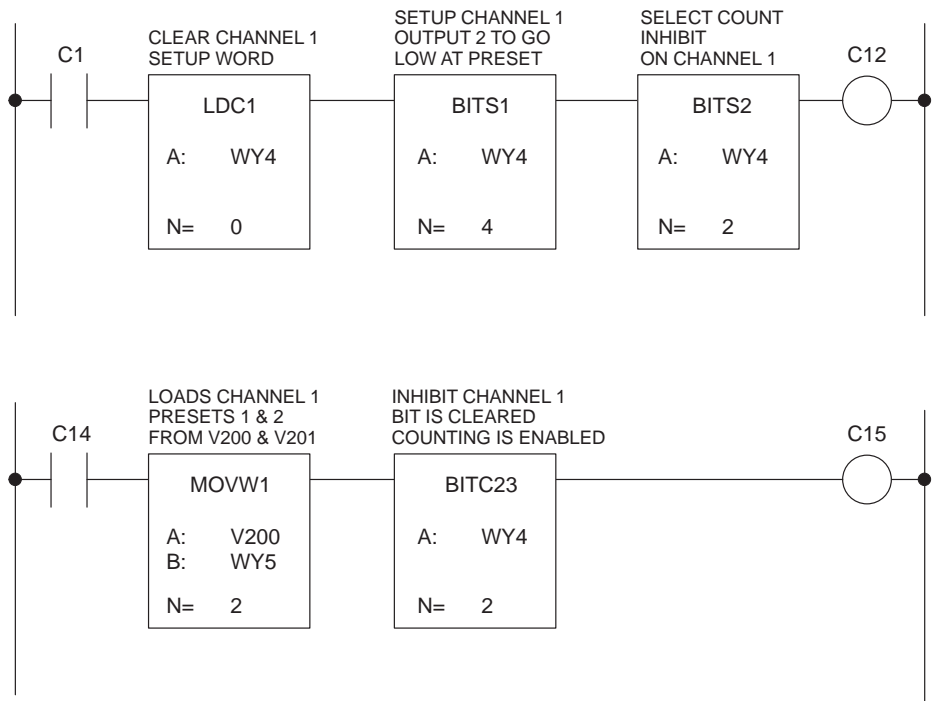 C1
CLEAR CHANNEL 1
SETUP WORD
SETUP CHANNEL 1
OUTPUT 2 TO GO
LOW AT PRESET
SELECT COUNT
INHIBIT
ON CHANNEL 1
C12
LDC1
A: WY4
N= 0
BITS1
A: WY4
N= 4
BITS2
A: WY4
N= 2
C14
LOADS CHANNEL 1
PRESETS 1 & 2
FROM V200 & V201
INHIBIT CHANNEL 1
BIT IS CLEARED
COUNTING IS ENABLED
C15
MOVW1
A: V200
B: WY5
N= 2
BITC23
A: WY4
N= 2